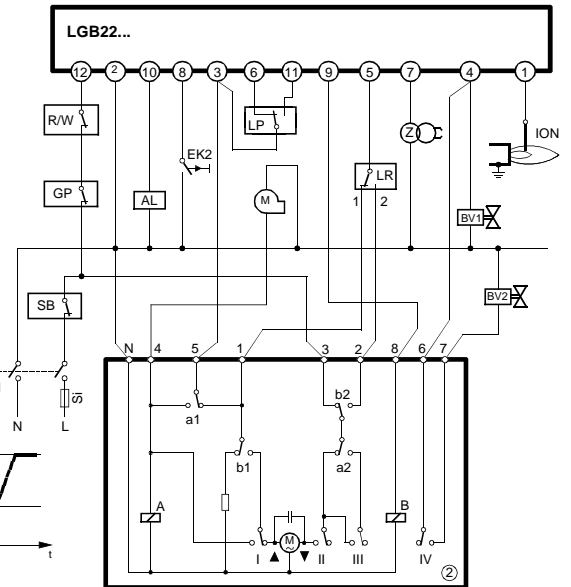 LGB22...
12 2 10 8 3 6 11 9 5 7 4 1
R/W LP Z ION
EK2
GP AL M LR
1 2
BV1
SB BV2
N 4 5 1 3 2 8 6 7
Si
b2
N L a1
b1 a2
A B
M
~
I II III IV
t 2